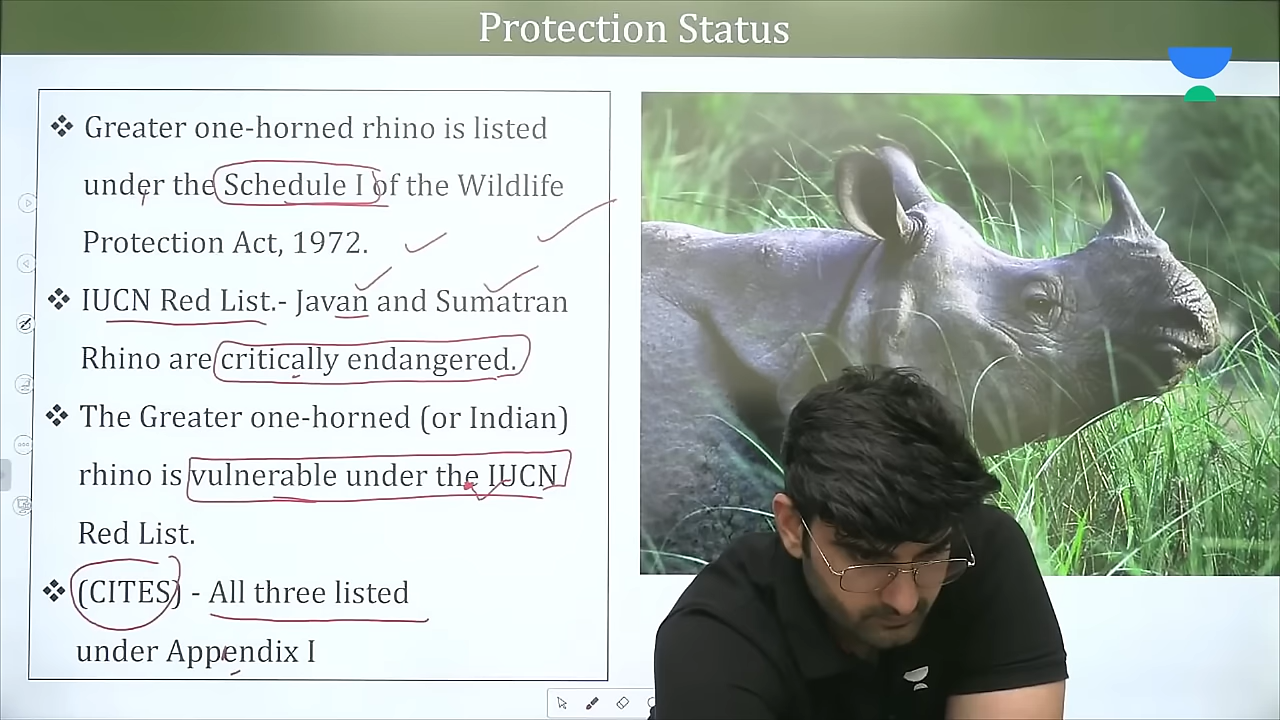 Protection Status
❖ Greater one-horned rhino is listed
under the Schedule I of the Wildlife
Protection Act, 1972.
❖ IUCN Red List.- Javan and Sumatran
Rhino are critically endangered.
❖ The Greater one-horned (or Indian)
rhino is vulnerable under the IUCN
Red List.
❖ (CITES) - All three listed
under Appendix I